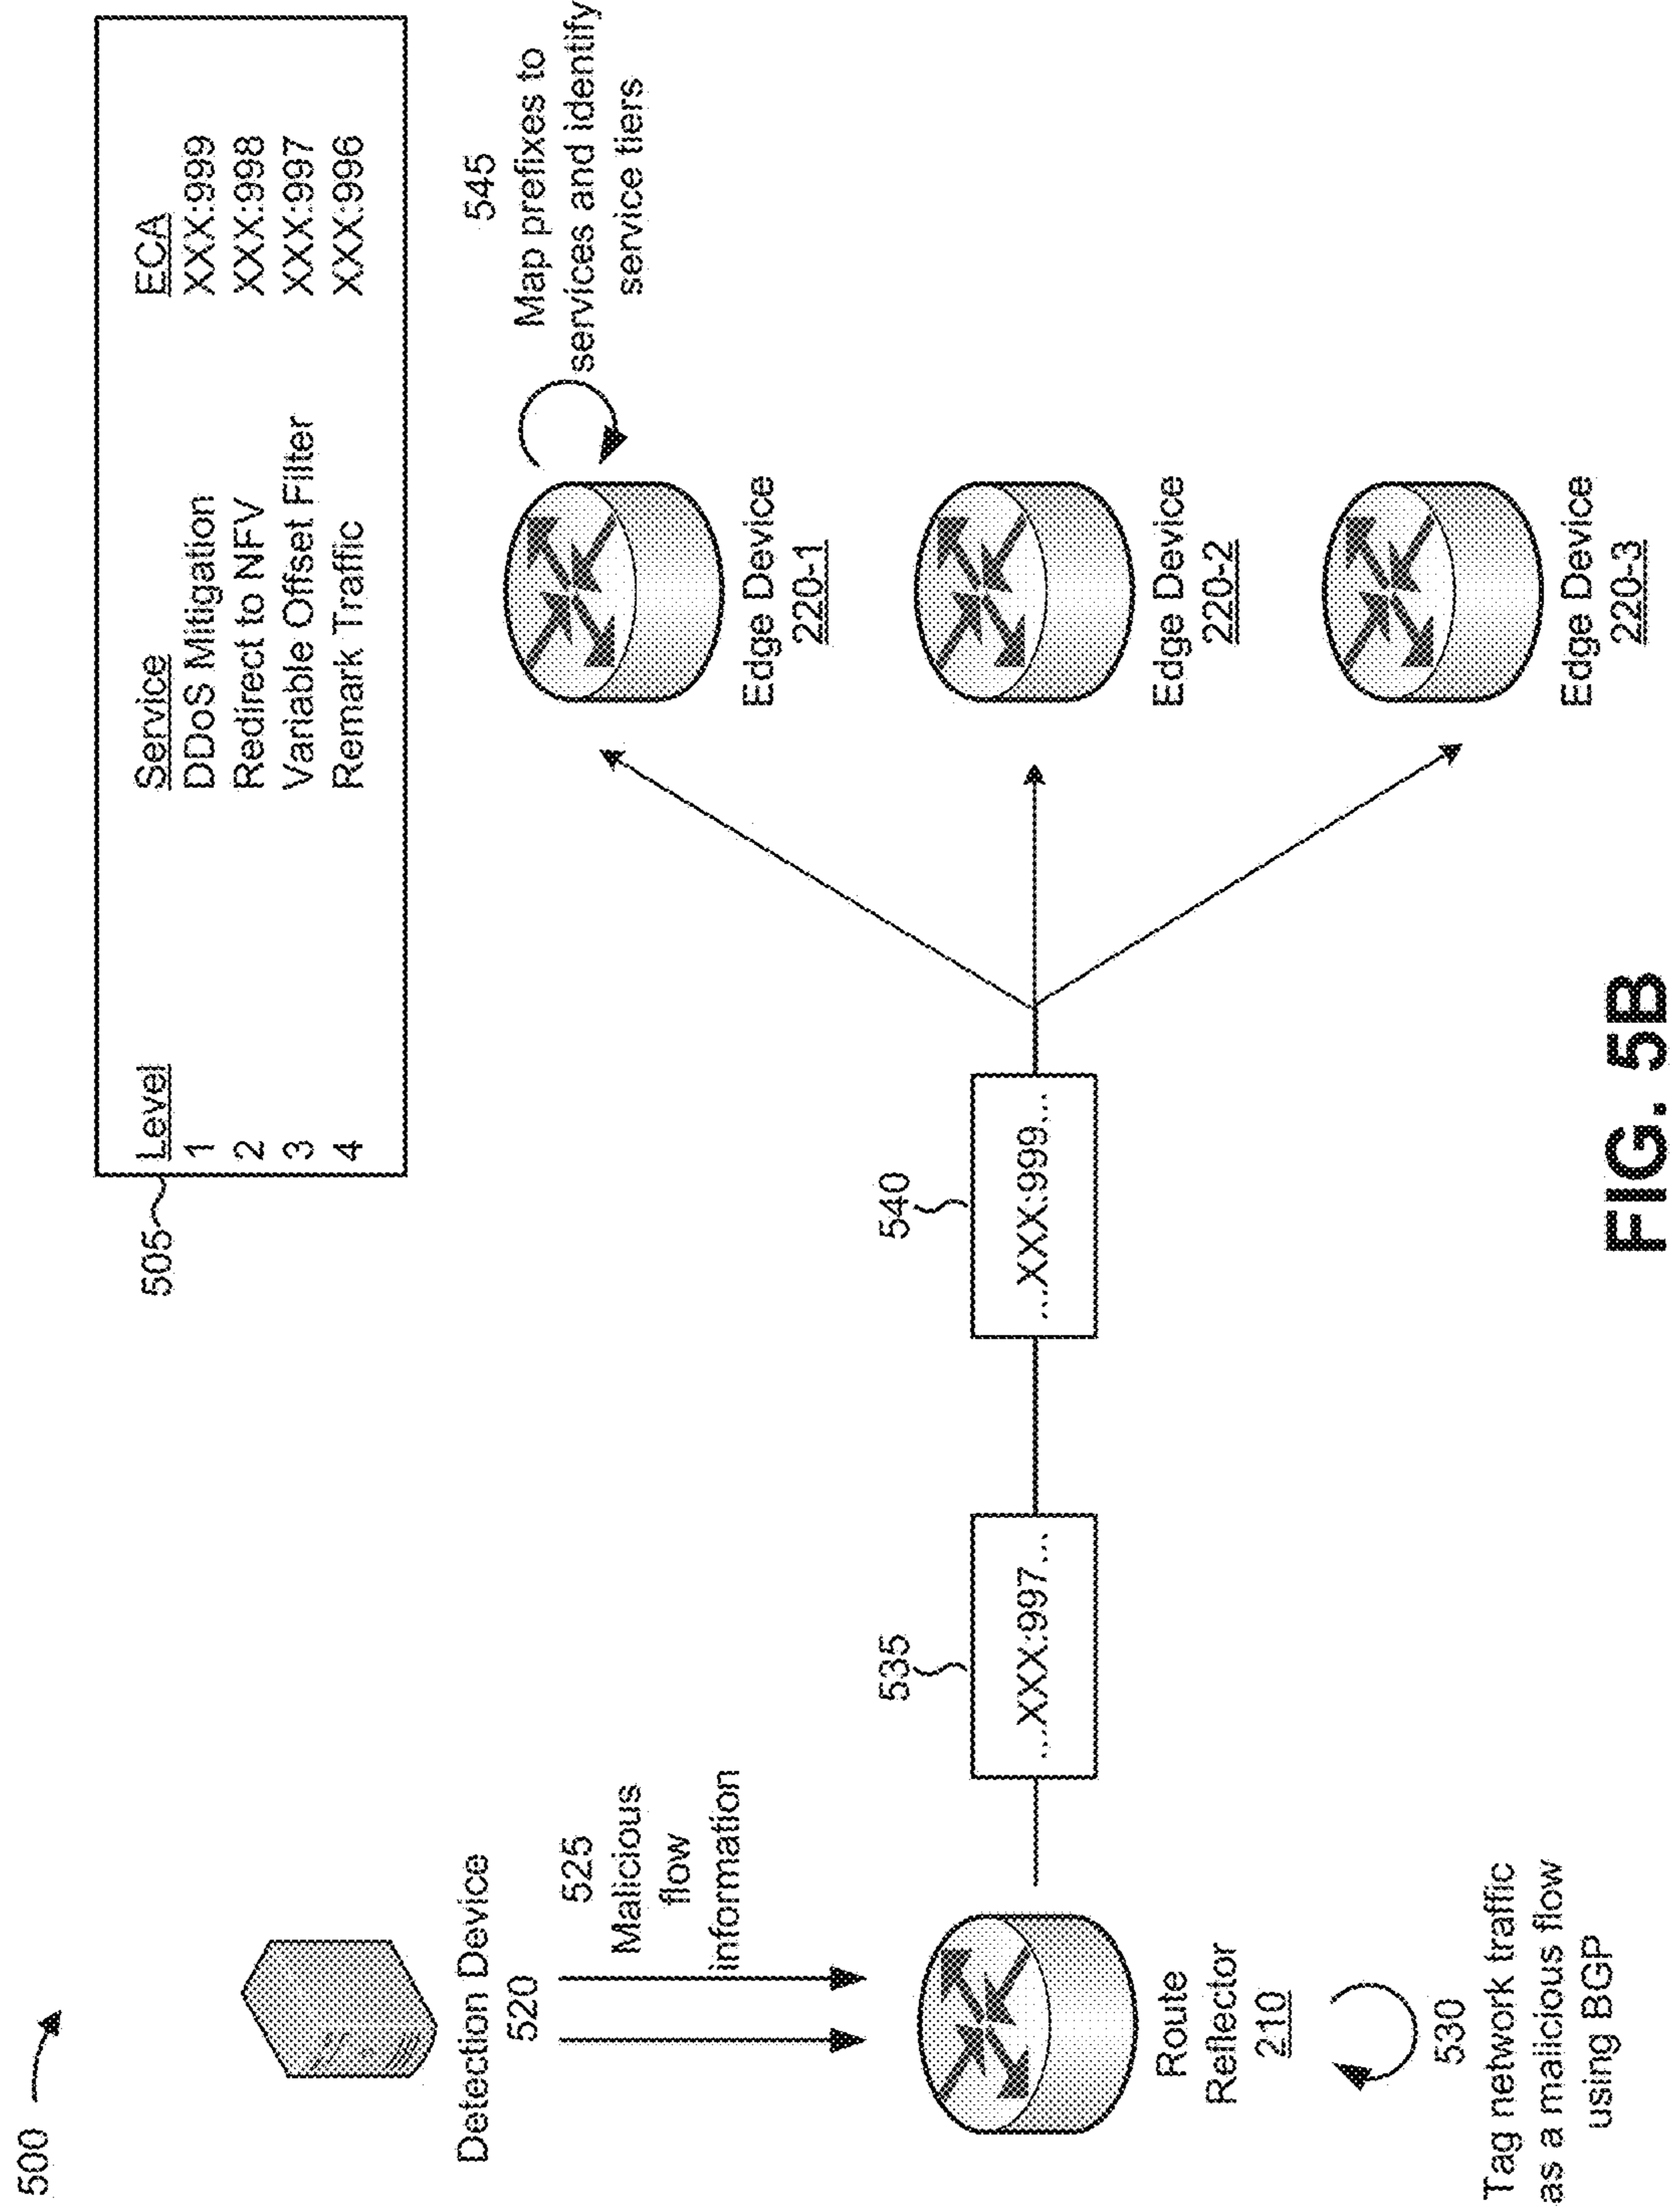 500
505
Level Service ECA
1 DDoS Mitigation XXX:999
2 Redirect to NFV XXX:998
3 Variable Offset Filter XXX:997
4 Remark Traffic XXX:996
Detection Device
520
525
Malicious
flow
information
545
Map prefixes to
services and identify
service tiers
Edge Device
220-1
535
...XXX:997...
540
...XXX:999...
Route
Reflector
210
Edge Device
220-2
530
Tag network traffic
as a malicious flow
using BGP
Edge Device
220-3
FIG. 5B